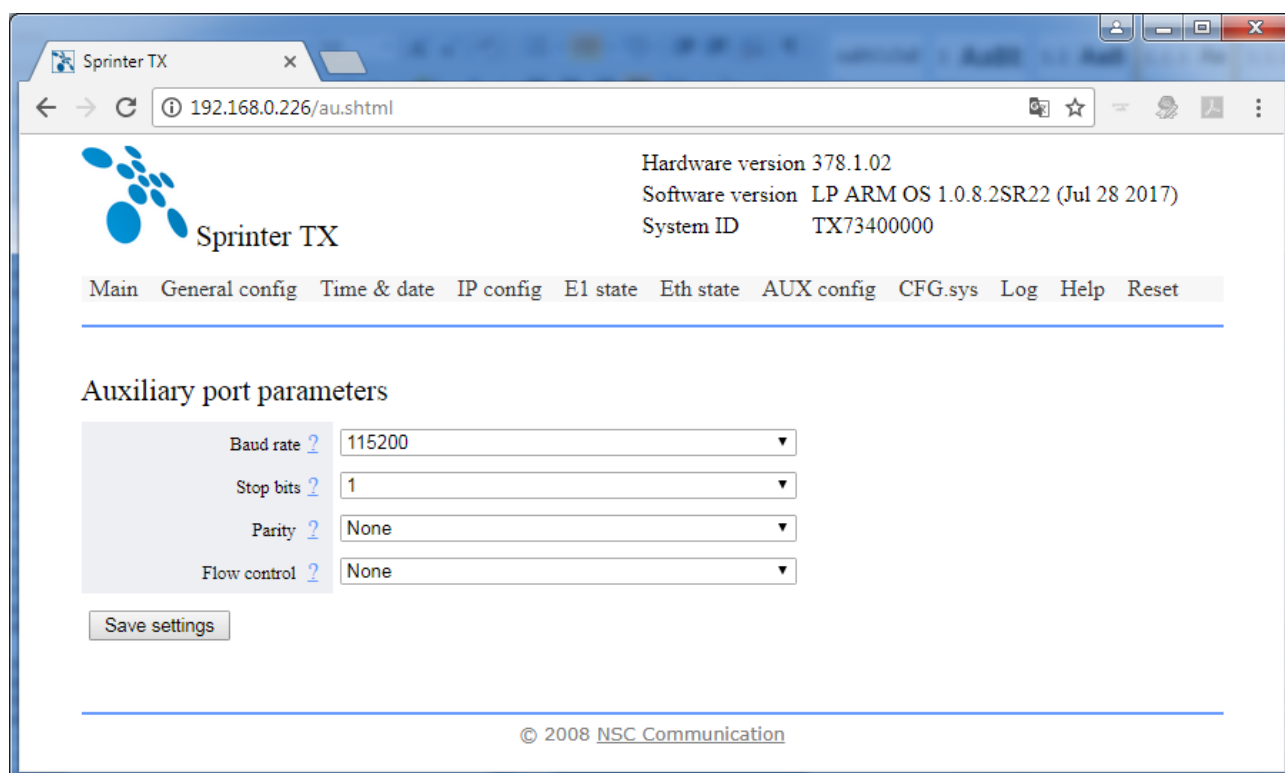 Sprinter TX
192.168.0.226/au.shtml
Hardware version 378.1.02
Software version LP ARM OS 1.0.8.2SR22 (Jul 28 2017)
System ID TX73400000
Sprinter TX
Main General config Time & date IP config E1 state Eth state AUX config CFG.sys Log Help Reset
Auxiliary port parameters
Baud rate ? 115200
Stop bits ? 1
Parity ? None
Flow control ? None
Save settings
© 2008 NSC Communication